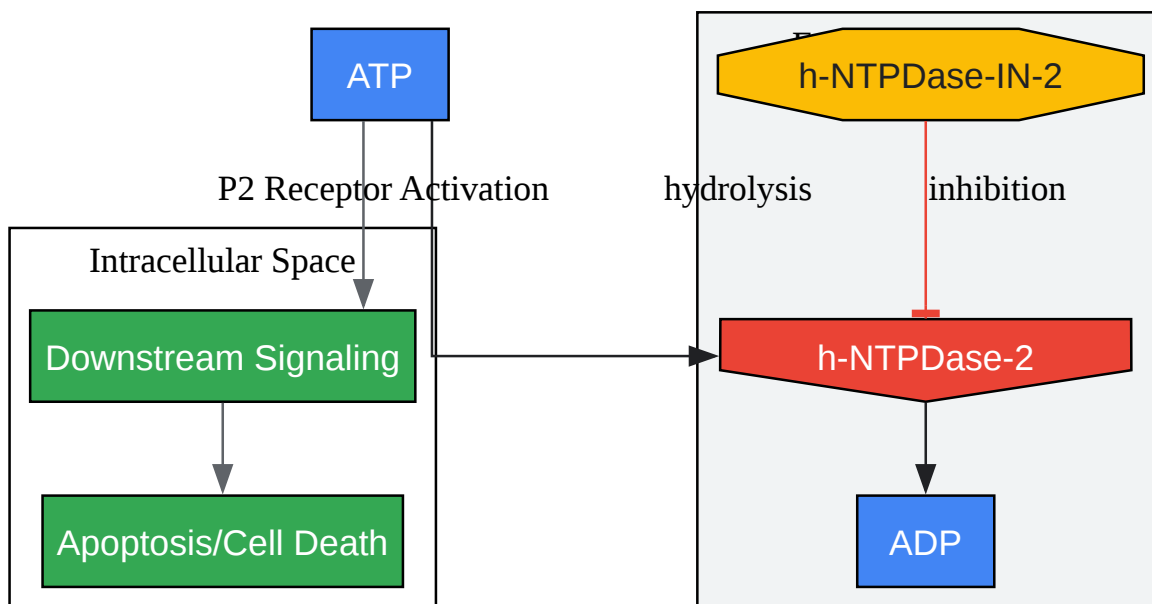 ATP
h-NTPDase-IN-2
P2 Receptor Activation
hydrolysis
inhibition
Intracellular Space
Downstream Signaling
h-NTPDase-2
Apoptosis/Cell Death
ADP